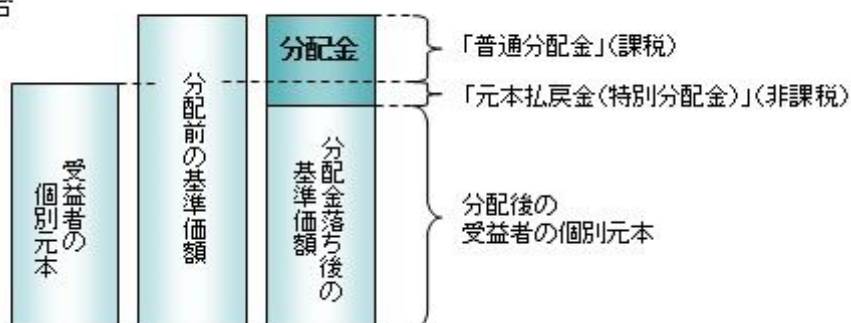 分配金
「普通分配金」(課税)
「元本払戻金(特別分配金)」(非課税)
受益者の
個別元本
分配前の基準価額
分配金落ち後の
基準価額
分配後の
受益者の個別元本